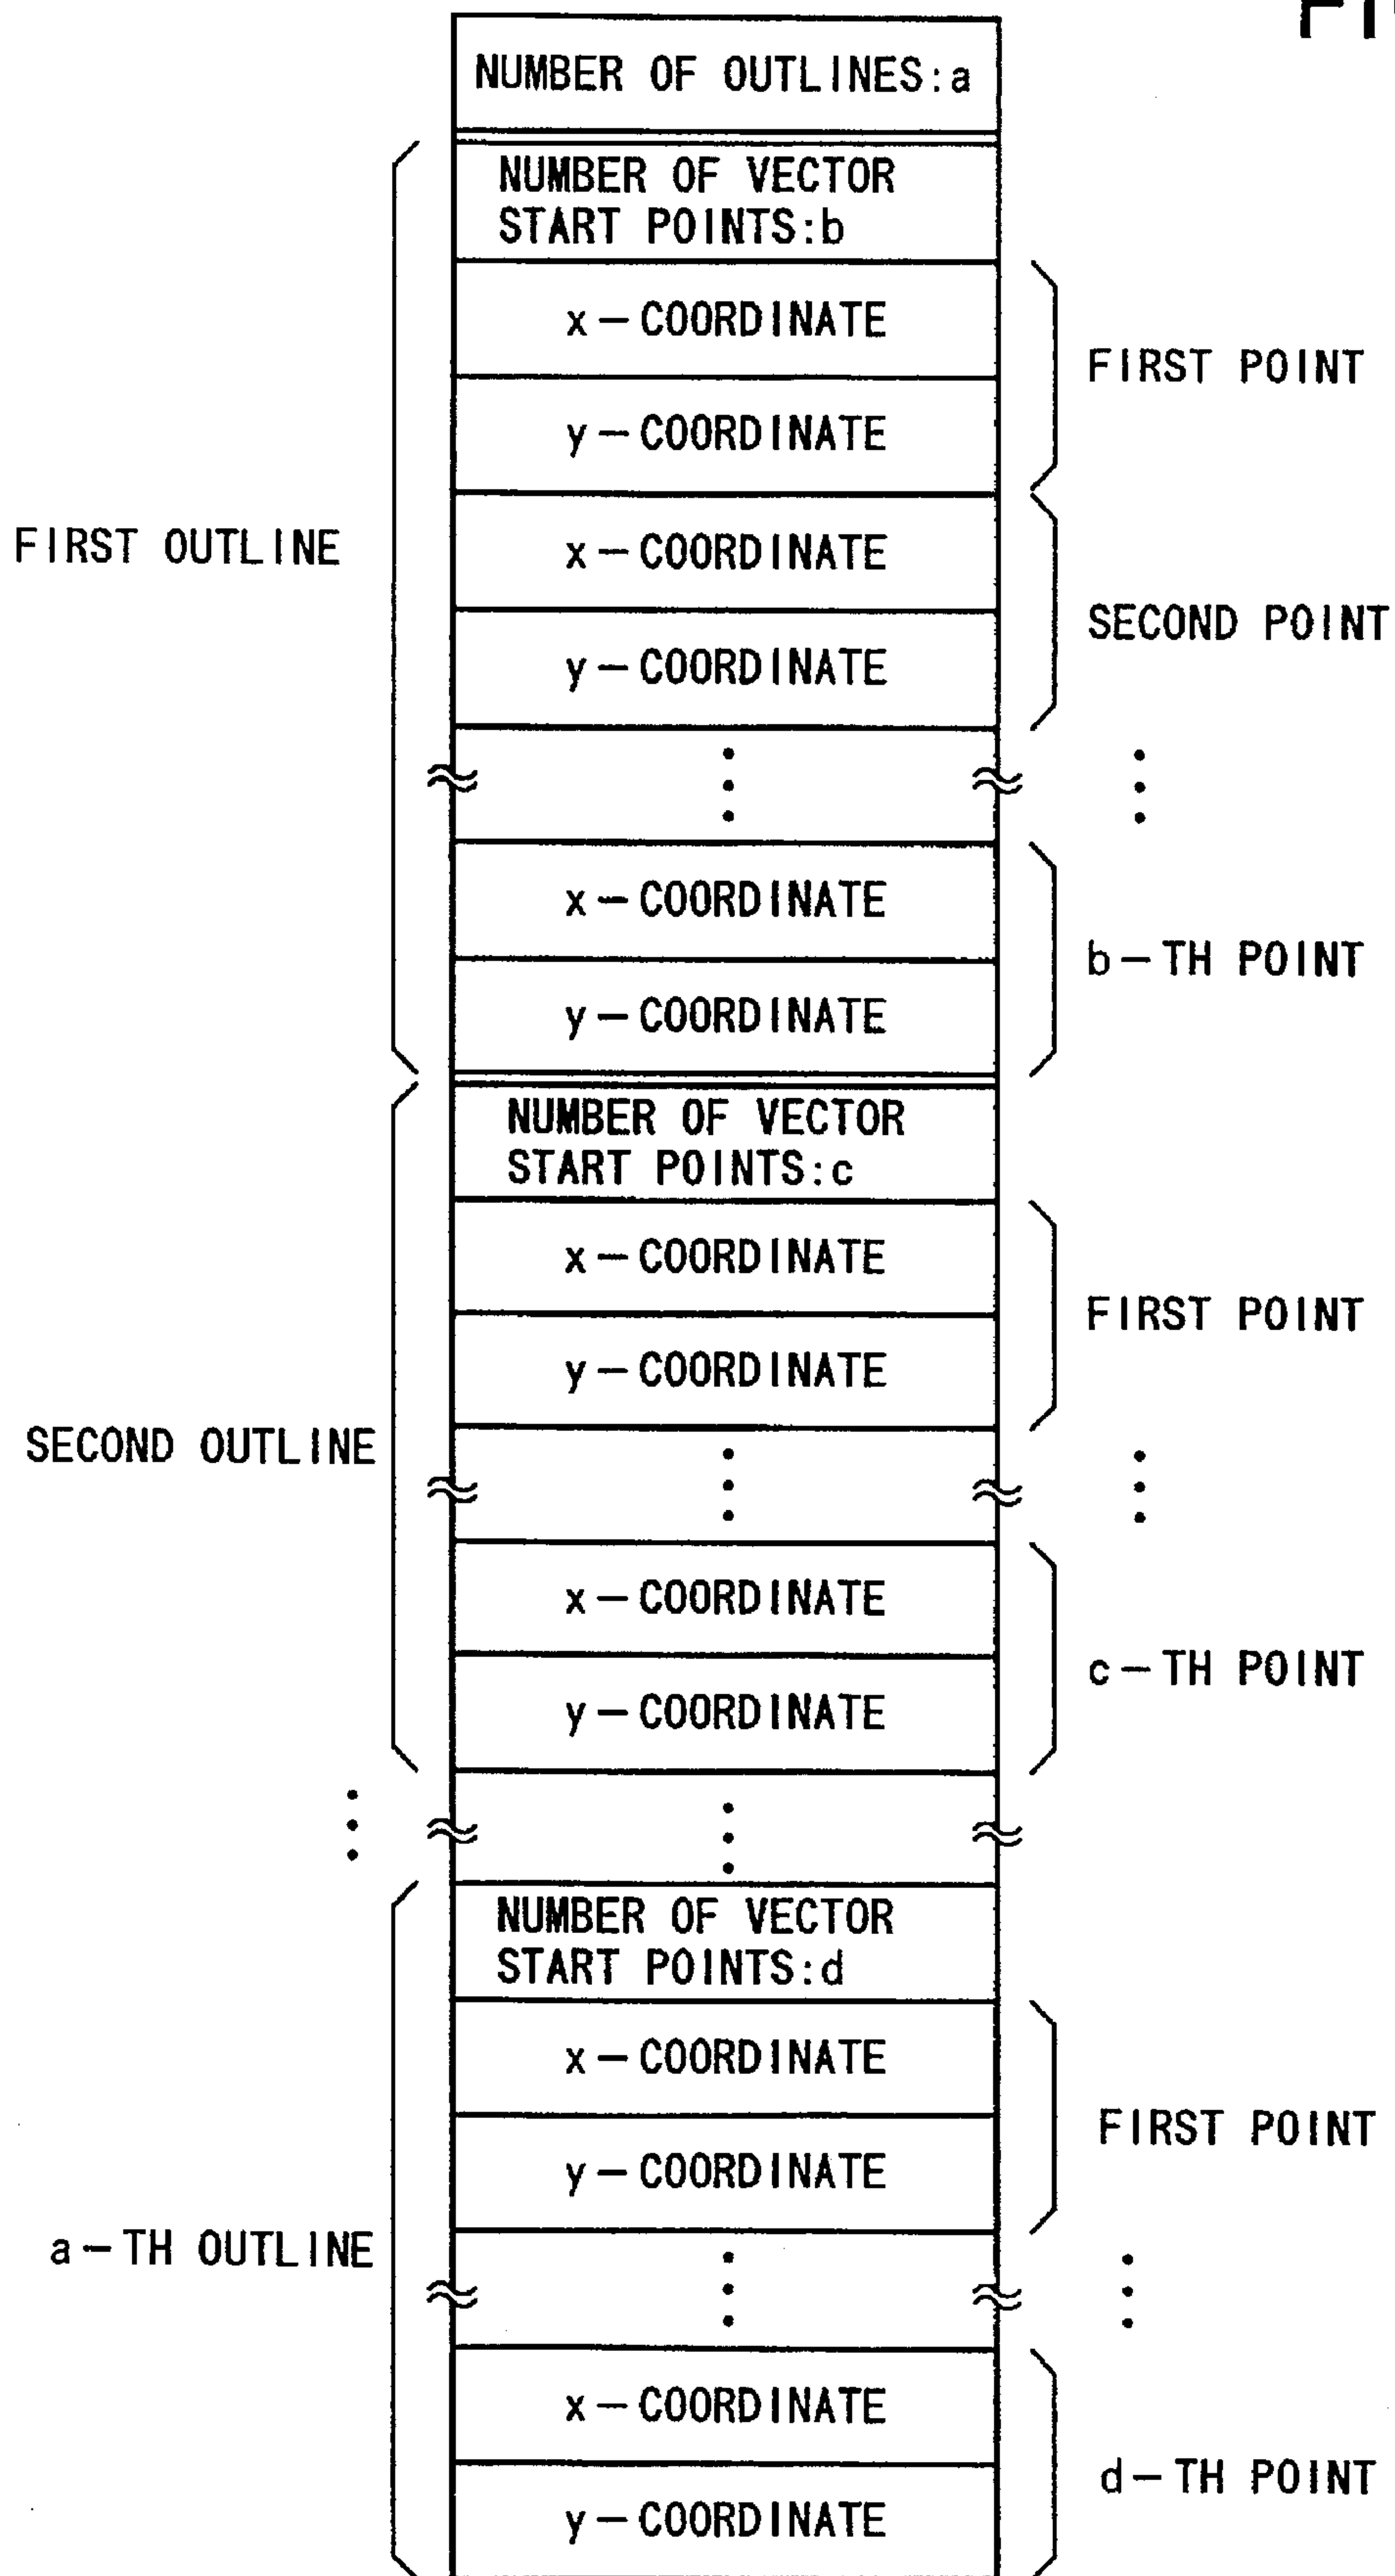 NUMBER OF OUTLINES:a
NUMBER OF VECTOR
START POINTS:b
x-COORDINATE
FIRST POINT
y-COORDINATE
FIRST OUTLINE
x-COORDINATE
SECOND POINT
y-COORDINATE
x-COORDINATE
b-TH POINT
y-COORDINATE
NUMBER OF VECTOR
START POINTS:c
x-COORDINATE
FIRST POINT
y-COORDINATE
SECOND OUTLINE
x-COORDINATE
c-TH POINT
y-COORDINATE
NUMBER OF VECTOR
START POINTS:d
x-COORDINATE
FIRST POINT
y-COORDINATE
a-TH OUTLINE
x-COORDINATE
d-TH POINT
y-COORDINATE